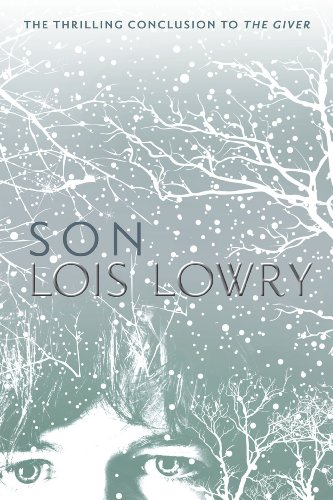 THE THRILLING CONCLUSION TO THE GIVER
SON
LOIS LOWRY